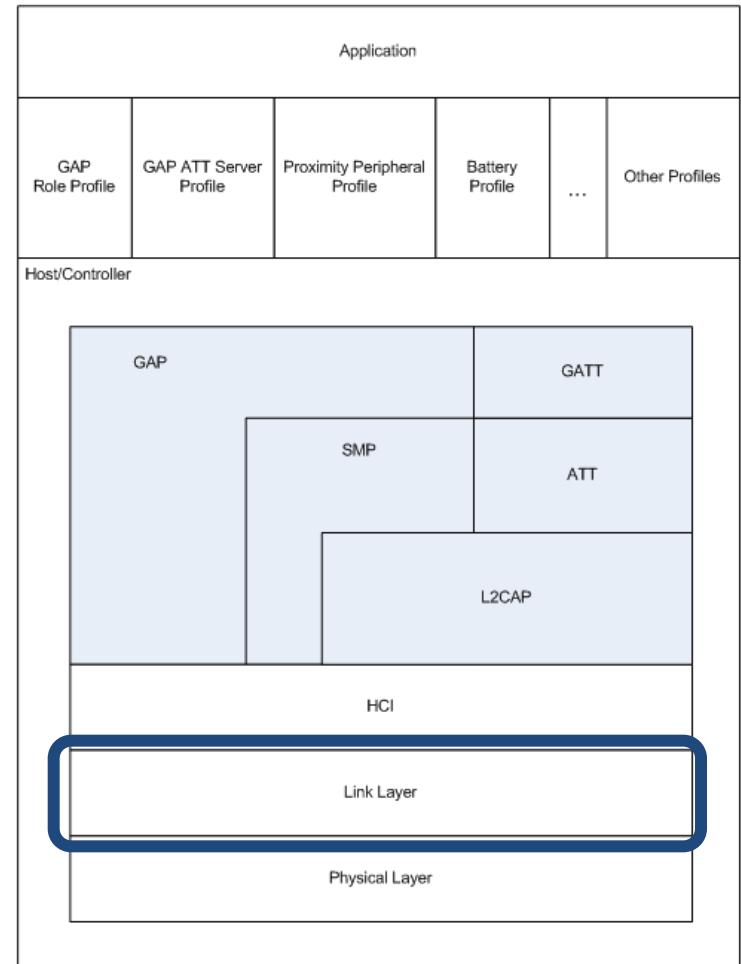 Application
GAP
Role Profile
GAP ATT Server
Profile
Proximity Peripheral
Profile
Battery
Profile
...
Other Profiles
Host/Controller
GAP
GATT
SMP
ATT
L2CAP
HCI
Link Layer
Physical Layer